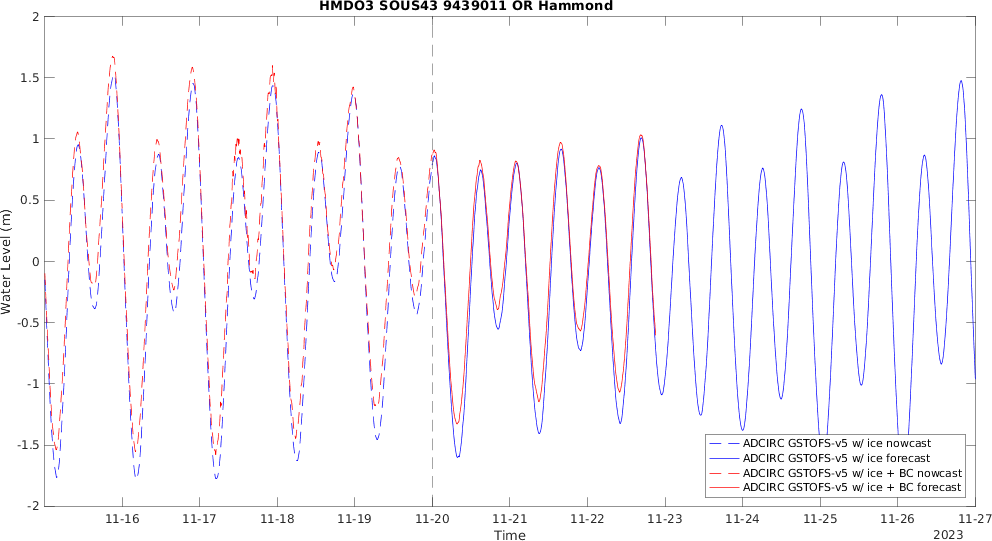 HMDO3 SOUS43 9439011 OR Hammond
Water Level (m)
2
1.5
1
0.5
0
-0.5
-1
-1.5
-2
ADCIRC GSTOFS-v5 w/ ice nowcast
ADCIRC GSTOFS-v5 w/ ice forecast
ADCIRC GSTOFS-v5 w/ ice + BC nowcast
ADCIRC GSTOFS-v5 w/ ice + BC forecast
11-16 11-17 11-18 11-19 11-20 11-21 11-22 11-23 11-24 11-25 11-26 11-27
Time
2023